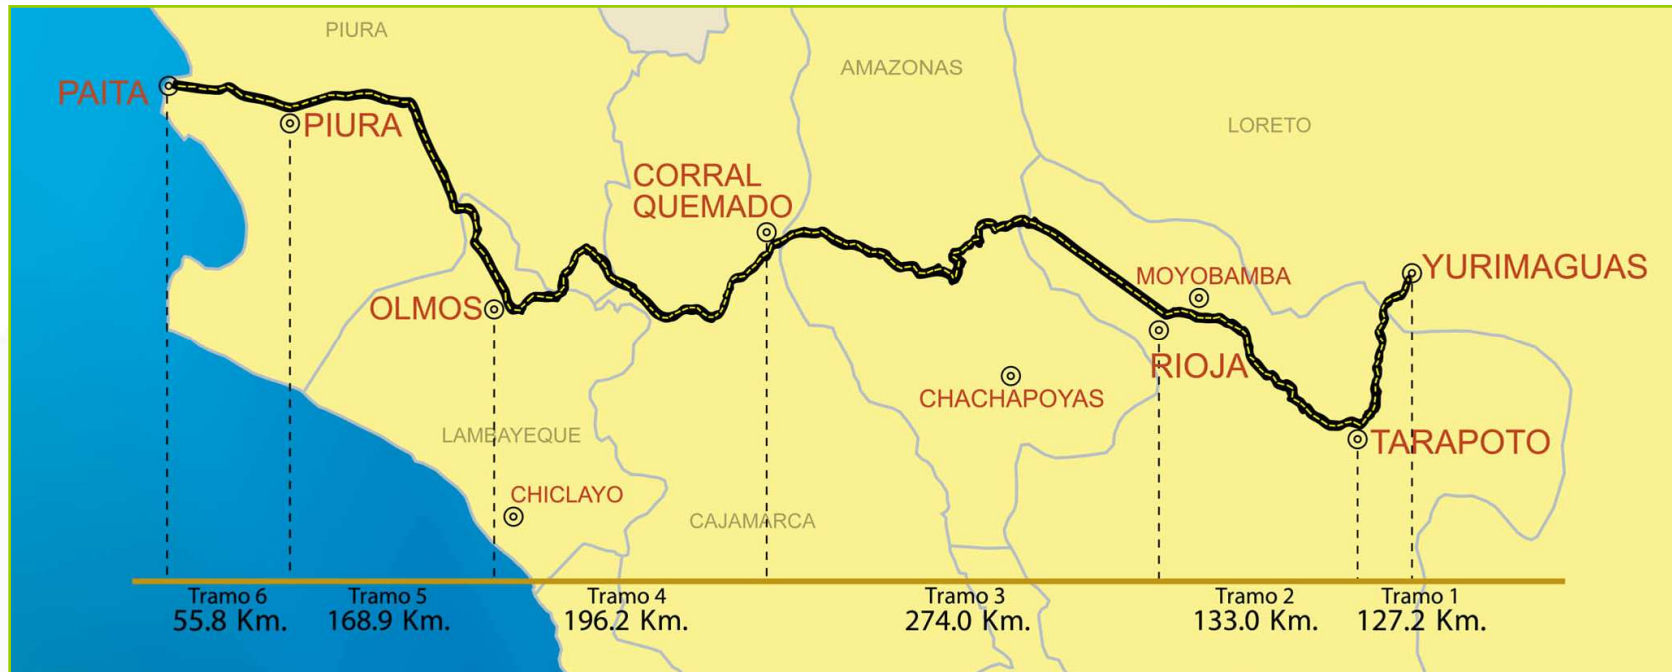 PIURA
AMAZONAS
PAITA
PIURA
LORETO
CORRAL
QUEMADO
MOYOBAMBA
YURIMAGUAS
OLMOS
RIOJA
CHACHAPOYAS
LAMBAYEQUE
TARAPOTO
CHICLAYO
CAJAMARCA
Tramo 6
55.8 Km.
Tramo 5
168.9 Km.
Tramo 4
196.2 Km.
Tramo 3
274.0 Km.
Tramo 2
133.0 Km.
Tramo 1
127.2 Km.